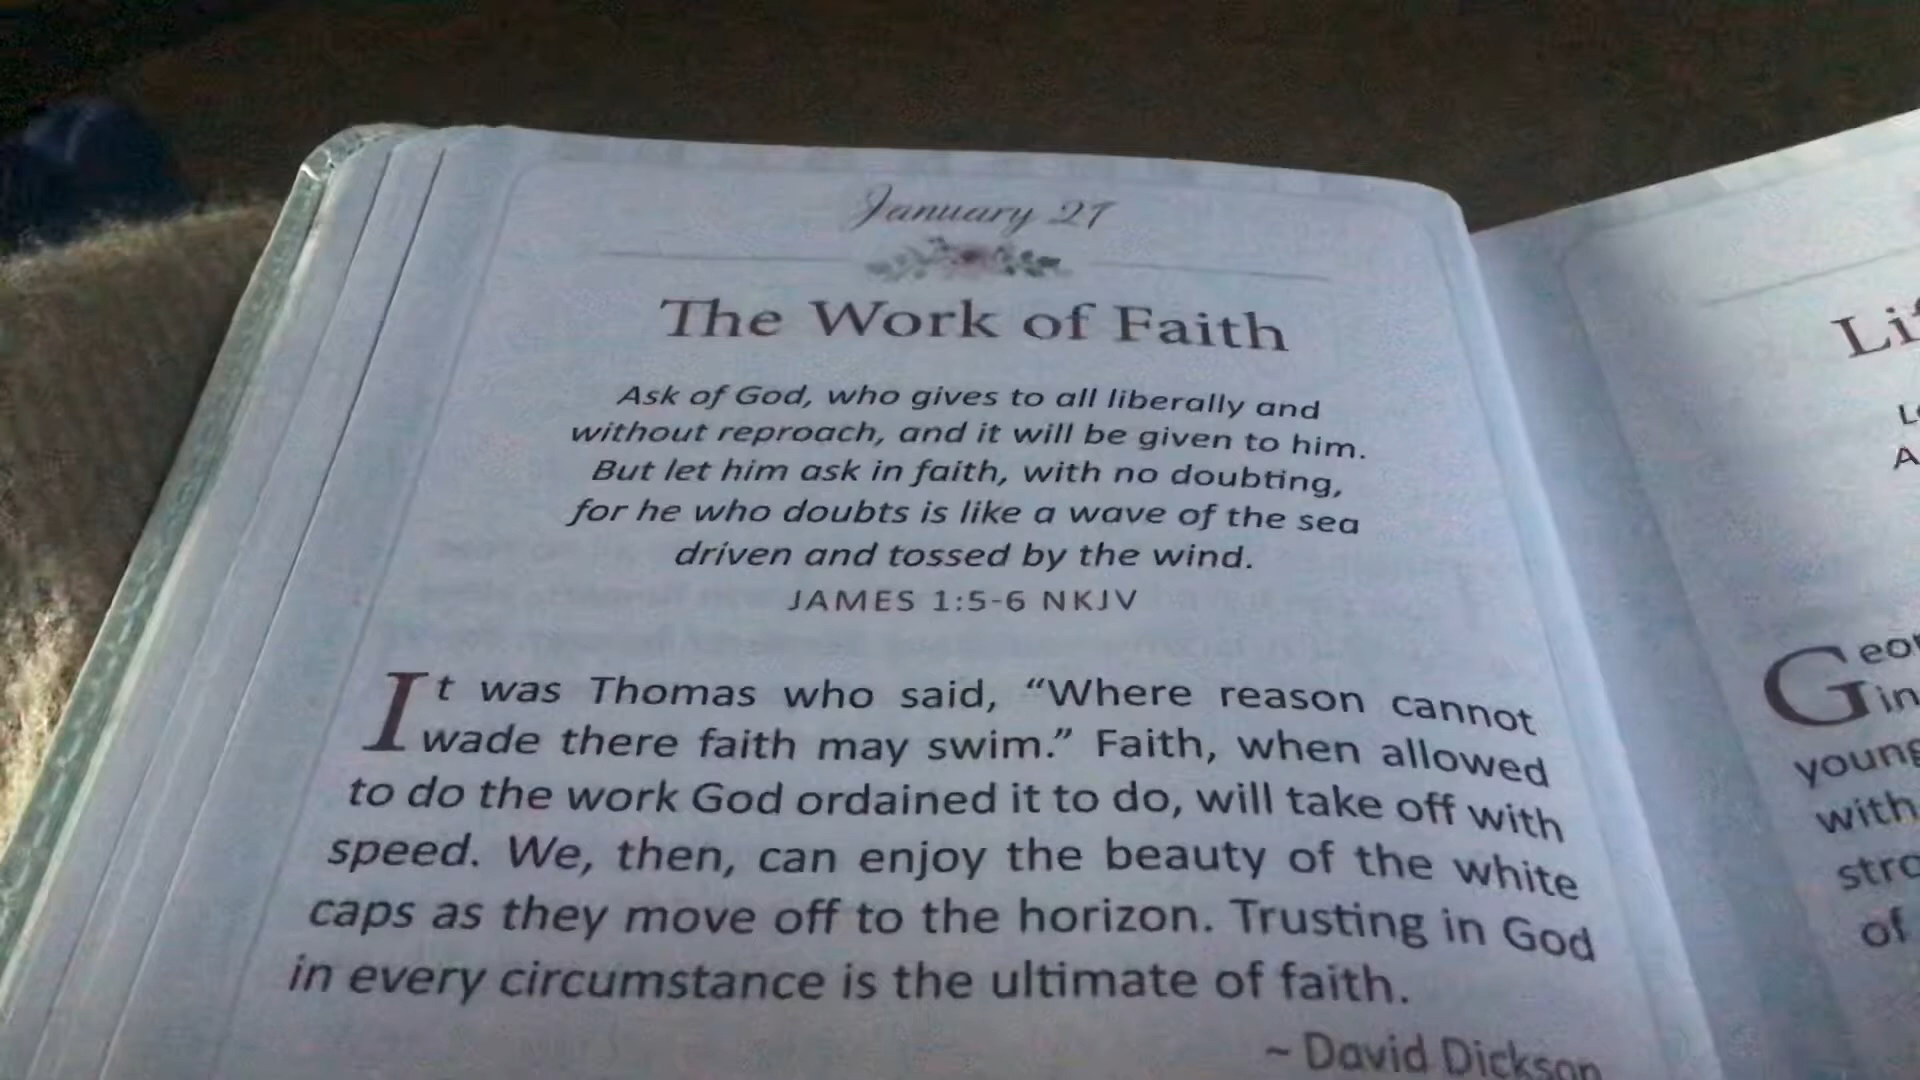 January 27
The Work of Faith
Ask of God, who gives to all liberally and
without reproach, and it will be given to him.
But let him ask in faith, with no doubting,
for he who doubts is like a wave of the sea
driven and tossed by the wind.
JAMES 1:5-6 NKJV
It was Thomas who said, “Where reason cannot
wade there faith may swim.” Faith, when allowed
to do the work God ordained it to do, will take off with
speed. We, then, can enjoy the beauty of the white
caps as they move off to the horizon. Trusting in God
in every circumstance is the ultimate of faith.
~ David Dickson
young
with
of